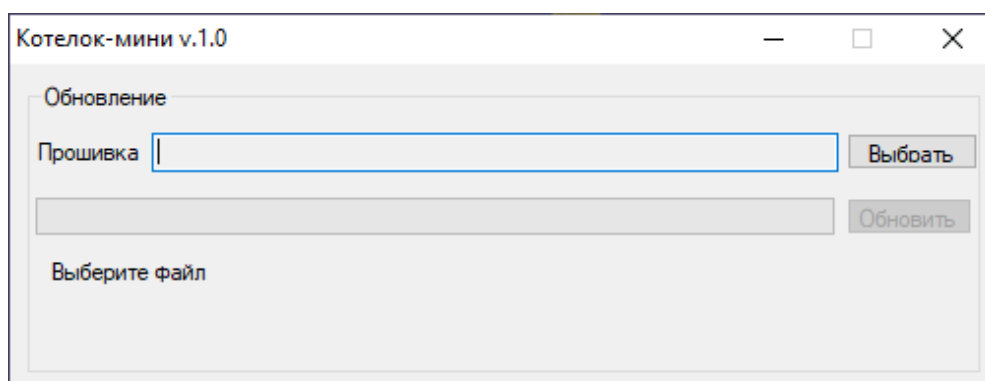 Котелок-мини v.1.0
Обновление
Прошивка Выбрать
Обновить
Выберите файл